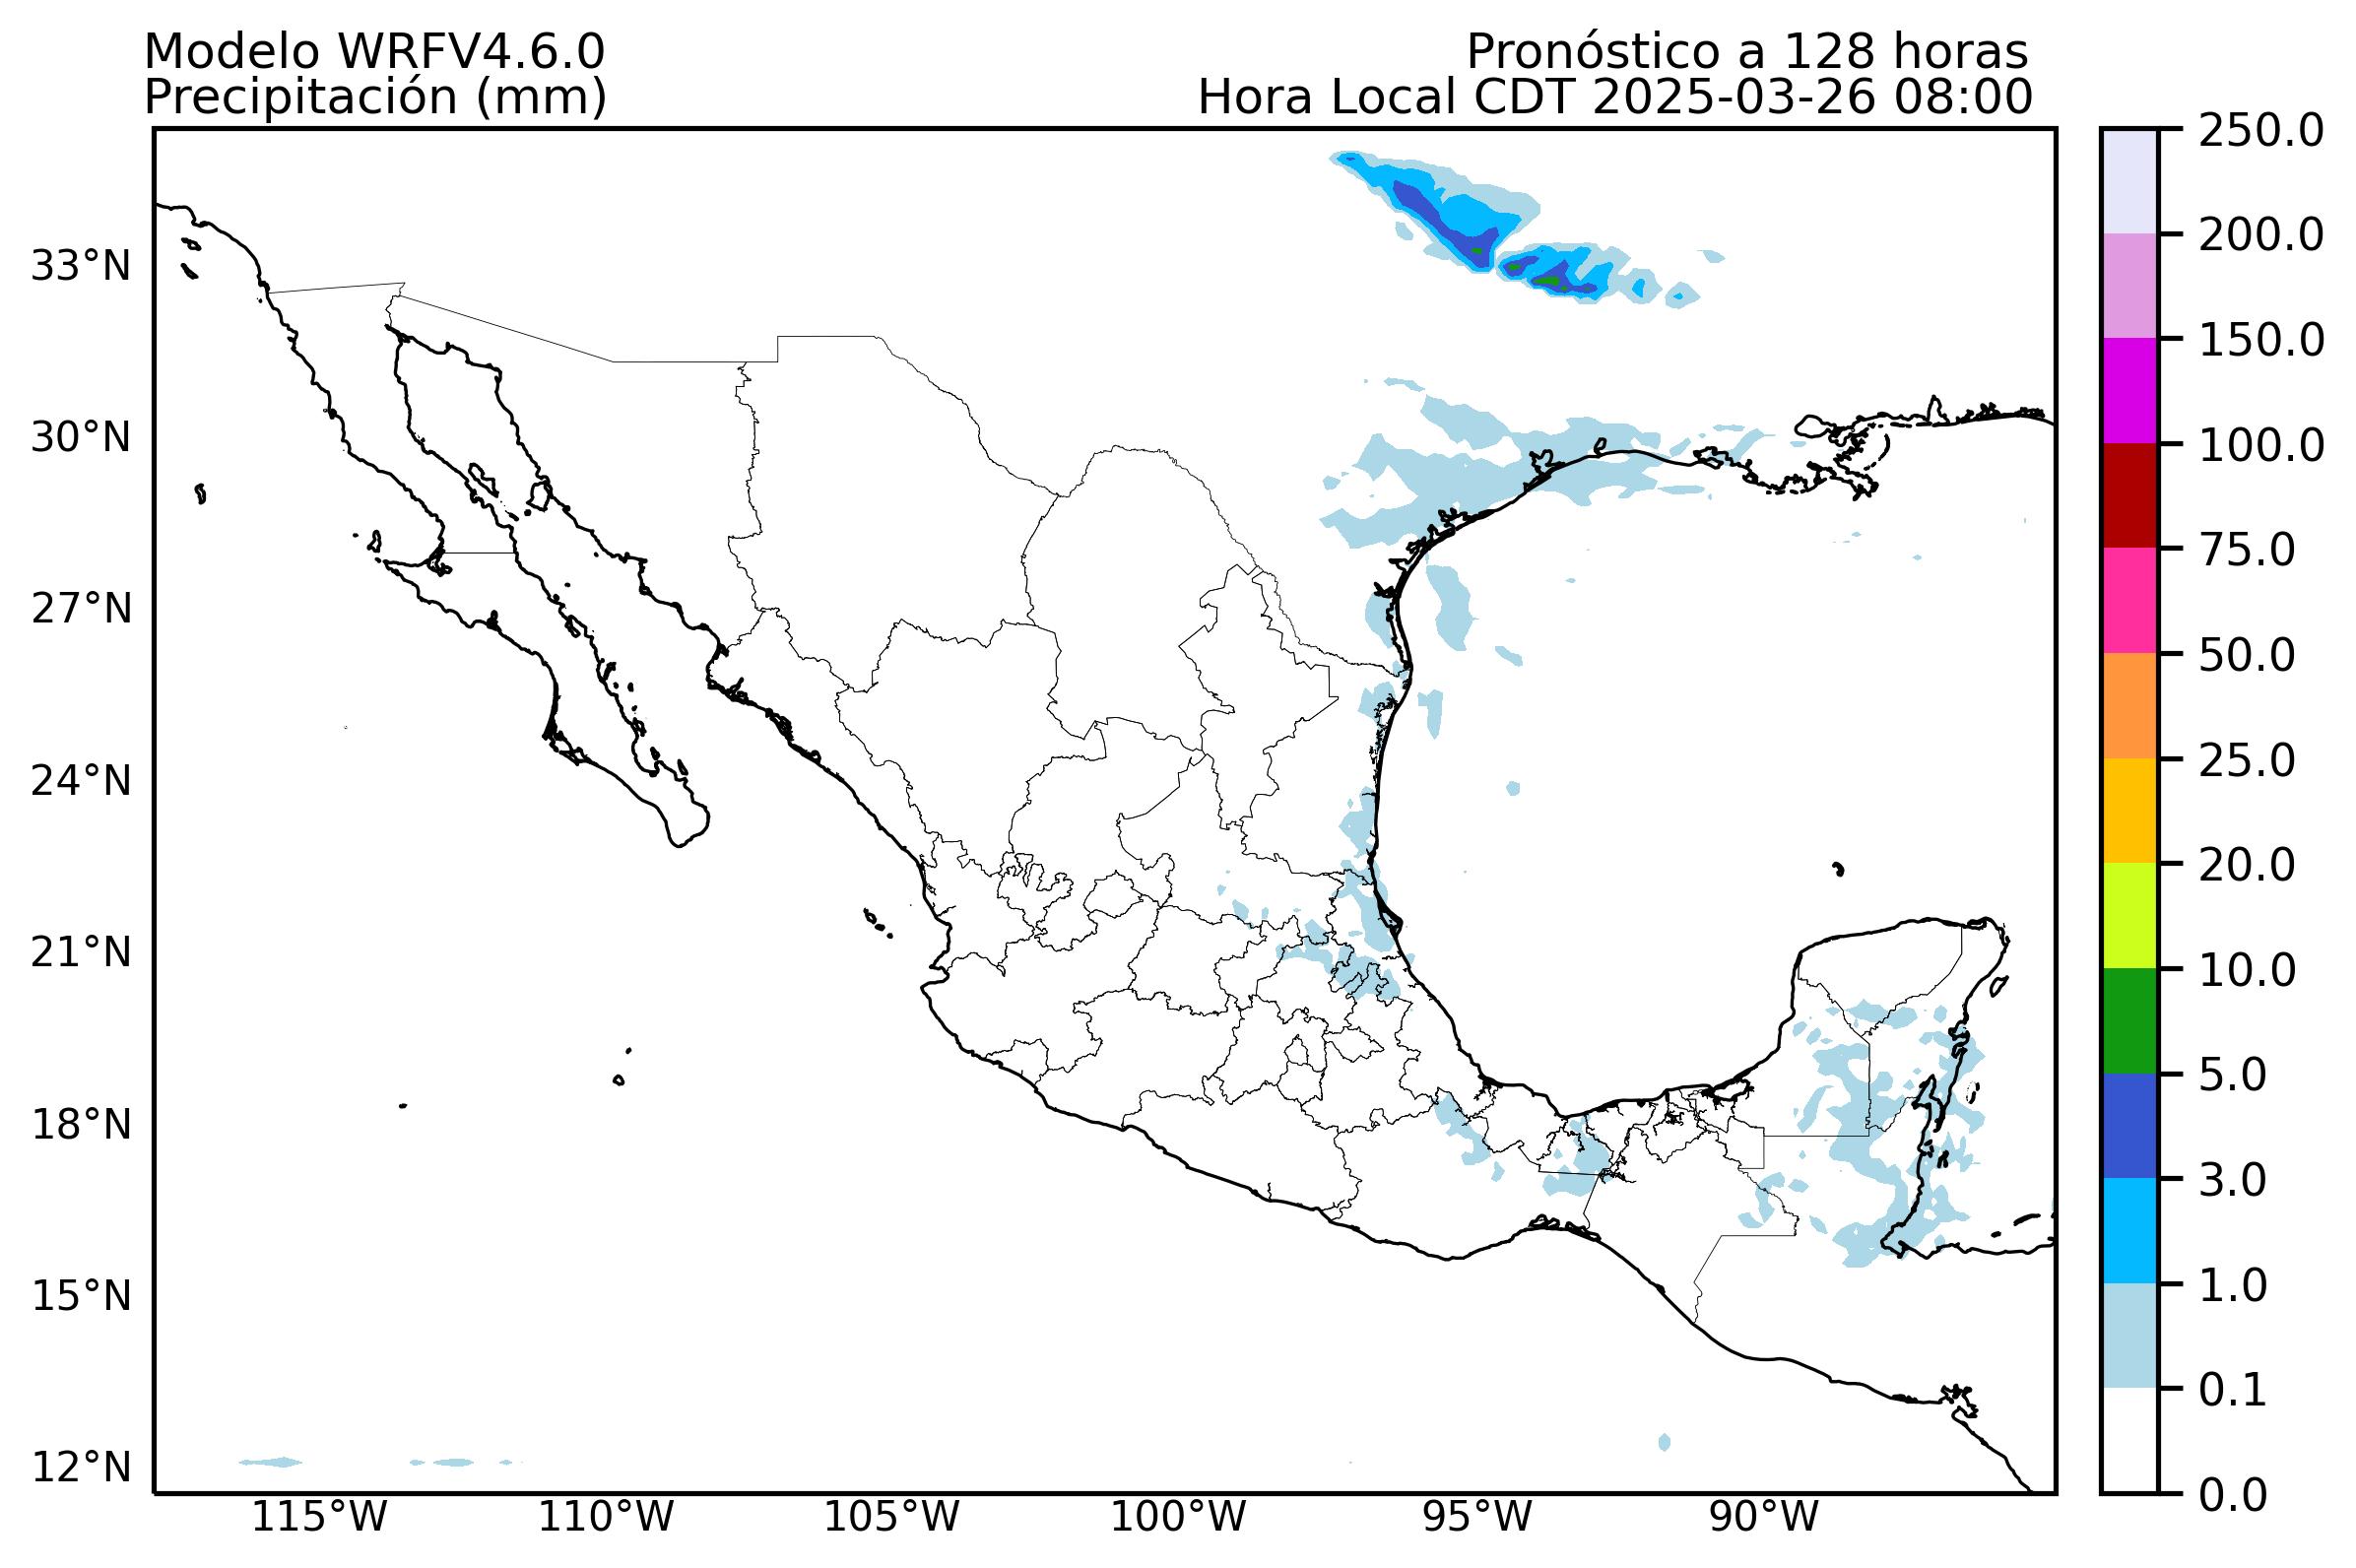 Modelo WRFV4.6.0
Precipitación (mm)
Pronóstico a 128 horas
Hora Local CDT 2025-03-26 08:00
33°N
30°N
27°N
24°N
21°N
18°N
15°N
12°N
115°W
110°W
105°W
100°W
95°W
90°W
250.0
200.0
150.0
100.0
75.0
50.0
25.0
20.0
10.0
5.0
3.0
1.0
0.1
0.0